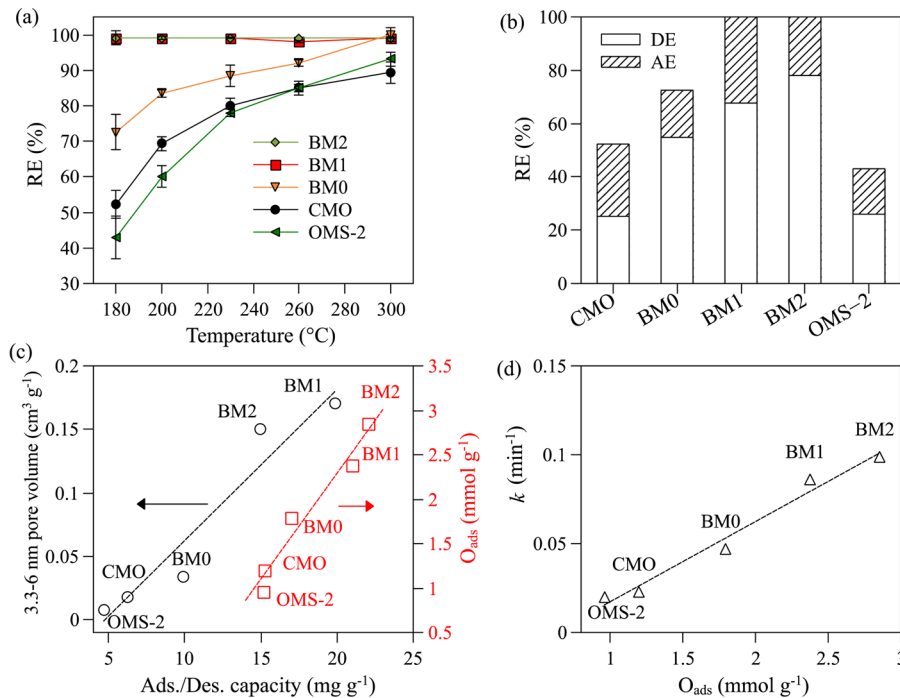 (a)
RE (%)
100
90
80
70
60
50
40
30
BM2
BM1
BM0
CMO
OMS-2
180 200 220 240 260 280 300
Temperature (°C)
(b)
RE (%)
100
80
60
40
20
0
DE
AE
CMO BM0 BM1 BM2 OMS−2
(c)
3.3-6 nm pore volume (cm³ g⁻¹)
0.2
0.15
0.1
0.05
0
BM1
BM2
BM0
CMO
OMS-2
BM2
BM1
BM0
CMO
OMS-2
3.5
3
2.5
2
1.5
1
0.5
O_ads (mmol g⁻¹)
5 10 15 20 25
Ads./Des. capacity (mg g⁻¹)
(d)
k (min⁻¹)
0.15
0.1
0.05
0
BM2
BM1
BM0
CMO
OMS-2
1 1.5 2 2.5 3
O_ads (mmol g⁻¹)